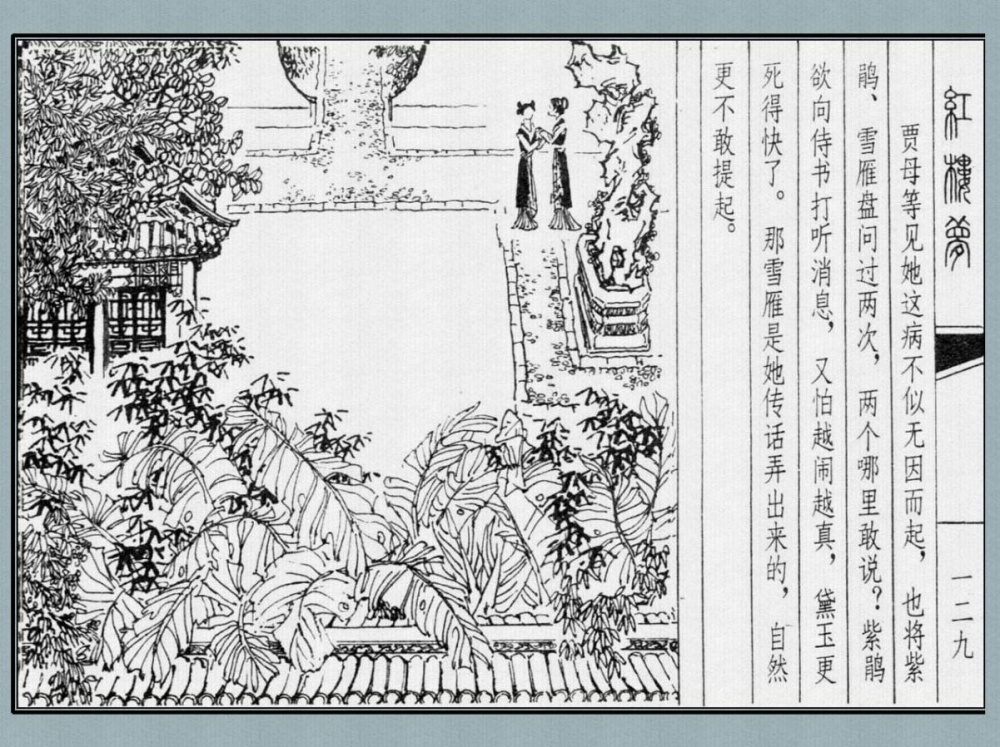 紅樓夢
一二九
贾母等见她这病不似无因而起，也将紫
鹃、雪雁盘问过两次，两个哪里敢说？紫鹃
欲向侍书打听消息，又怕越闹越真，黛玉更
死得快了。那雪雁是她传话弄出来的，自然
更不敢提起。